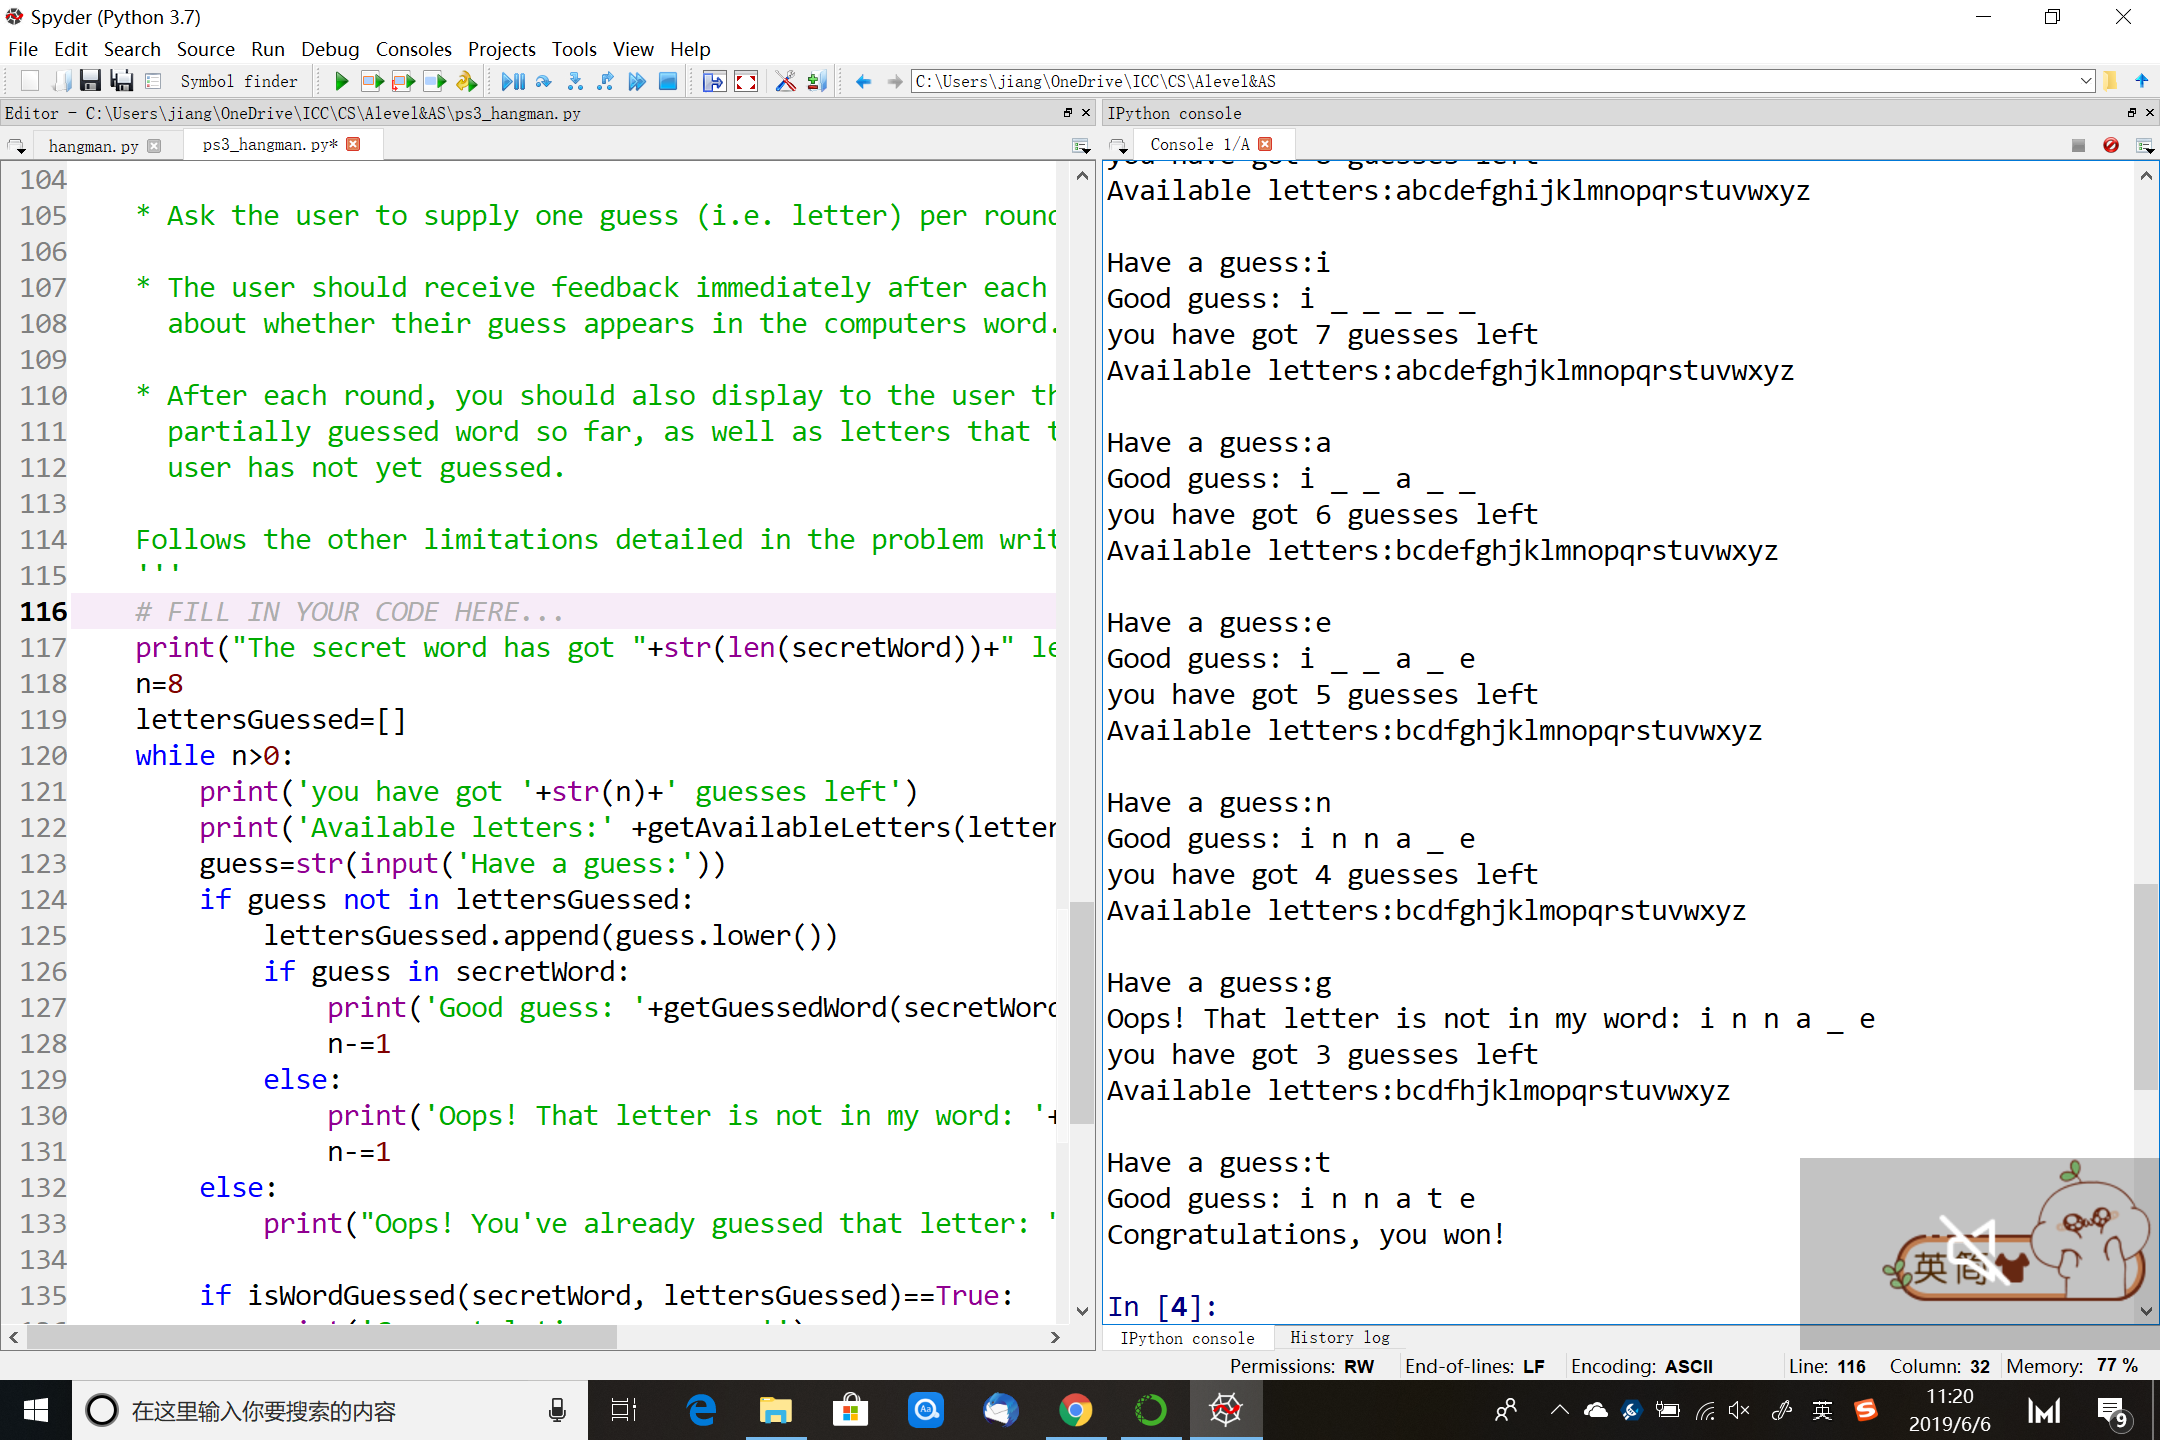 Spyder (Python 3.7)
File Edit Search Source Run Debug Consoles Projects Tools View Help
Symbol finder
C:\Users\jiang\OneDrive\ICC\CS\Alevel&AS
Editor - C:\Users\jiang\OneDrive\ICC\CS\Alevel&AS\ps3_hangman.py
hangman.py
ps3_hangman.py*
104
105 * Ask the user to supply one guess (i.e. letter) per round
106
107 * The user should receive feedback immediately after each
108 about whether their guess appears in the computers word.
109
110 * After each round, you should also display to the user th
111 partially guessed word so far, as well as letters that t
112 user has not yet guessed.
113
114 Follows the other limitations detailed in the problem writ
115 '''
116 # FILL IN YOUR CODE HERE...
117 print("The secret word has got "+str(len(secretWord))+" le
118 n=8
119 lettersGuessed=[]
120 while n>0:
121 print('you have got '+str(n)+' guesses left')
122 print('Available letters:' +getAvailableLetters(letter
123 guess=str(input('Have a guess:'))
124 if guess not in lettersGuessed:
125 lettersGuessed.append(guess.lower())
126 if guess in secretWord:
127 print('Good guess: '+getGuessedWord(secretWord
128 n-=1
129 else:
130 print('Oops! That letter is not in my word: '+
131 n-=1
132 else:
133 print("Oops! You've already guessed that letter: "
134
135 if isWordGuessed(secretWord, lettersGuessed)==True:
IPython console
Console 1/A
Available letters:abcdefghijklmnopqrstuvwxyz
Have a guess:i
Good guess: i _ _ _ _ _
you have got 7 guesses left
Available letters:abcdefghjklmnopqrstuvwxyz
Have a guess:a
Good guess: i _ _ a _ _
you have got 6 guesses left
Available letters:bcdefghjklmnopqrstuvwxyz
Have a guess:e
Good guess: i _ _ a _ e
you have got 5 guesses left
Available letters:bcdfghjklmnopqrstuvwxyz
Have a guess:n
Good guess: i n n a _ e
you have got 4 guesses left
Available letters:bcdfghjklmopqrstuvwxyz
Have a guess:g
Oops! That letter is not in my word: i n n a _ e
you have got 3 guesses left
Available letters:bcdfhjklmopqrstuvwxyz
Have a guess:t
Good guess: i n n a t e
Congratulations, you won!
In [4]:
英 简
IPython console History log
Permissions: RW End-of-lines: LF Encoding: ASCII Line: 116 Column: 32 Memory: 77 %
在这里输入你要搜索的内容
英
11:20
2019/6/6
9